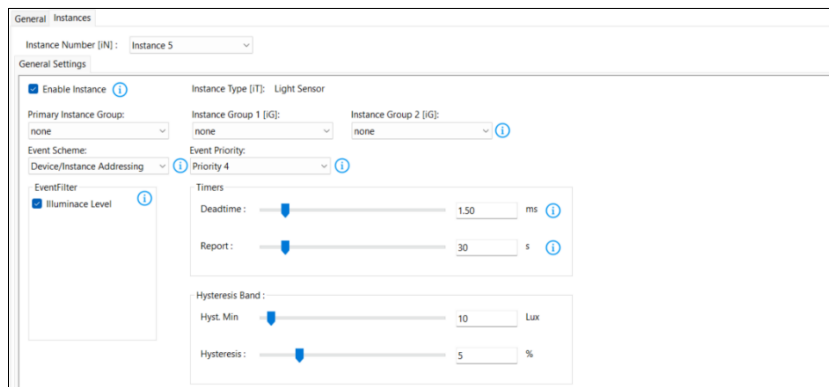 General Instances
Instance Number [iN] : Instance 5
General Settings
Enable Instance Instance Type [iT]: Light Sensor
Primary Instance Group: Instance Group 1 [iG]: Instance Group 2 [iG]:
none none none
Event Scheme: Event Priority:
Device/Instance Addressing Priority 4
EventFilter Timers
Illuminace Level Deadtime : 1.50 ms
Report : 30 s
Hysteresis Band :
Hyst. Min 10 Lux
Hysteresis : 5 %